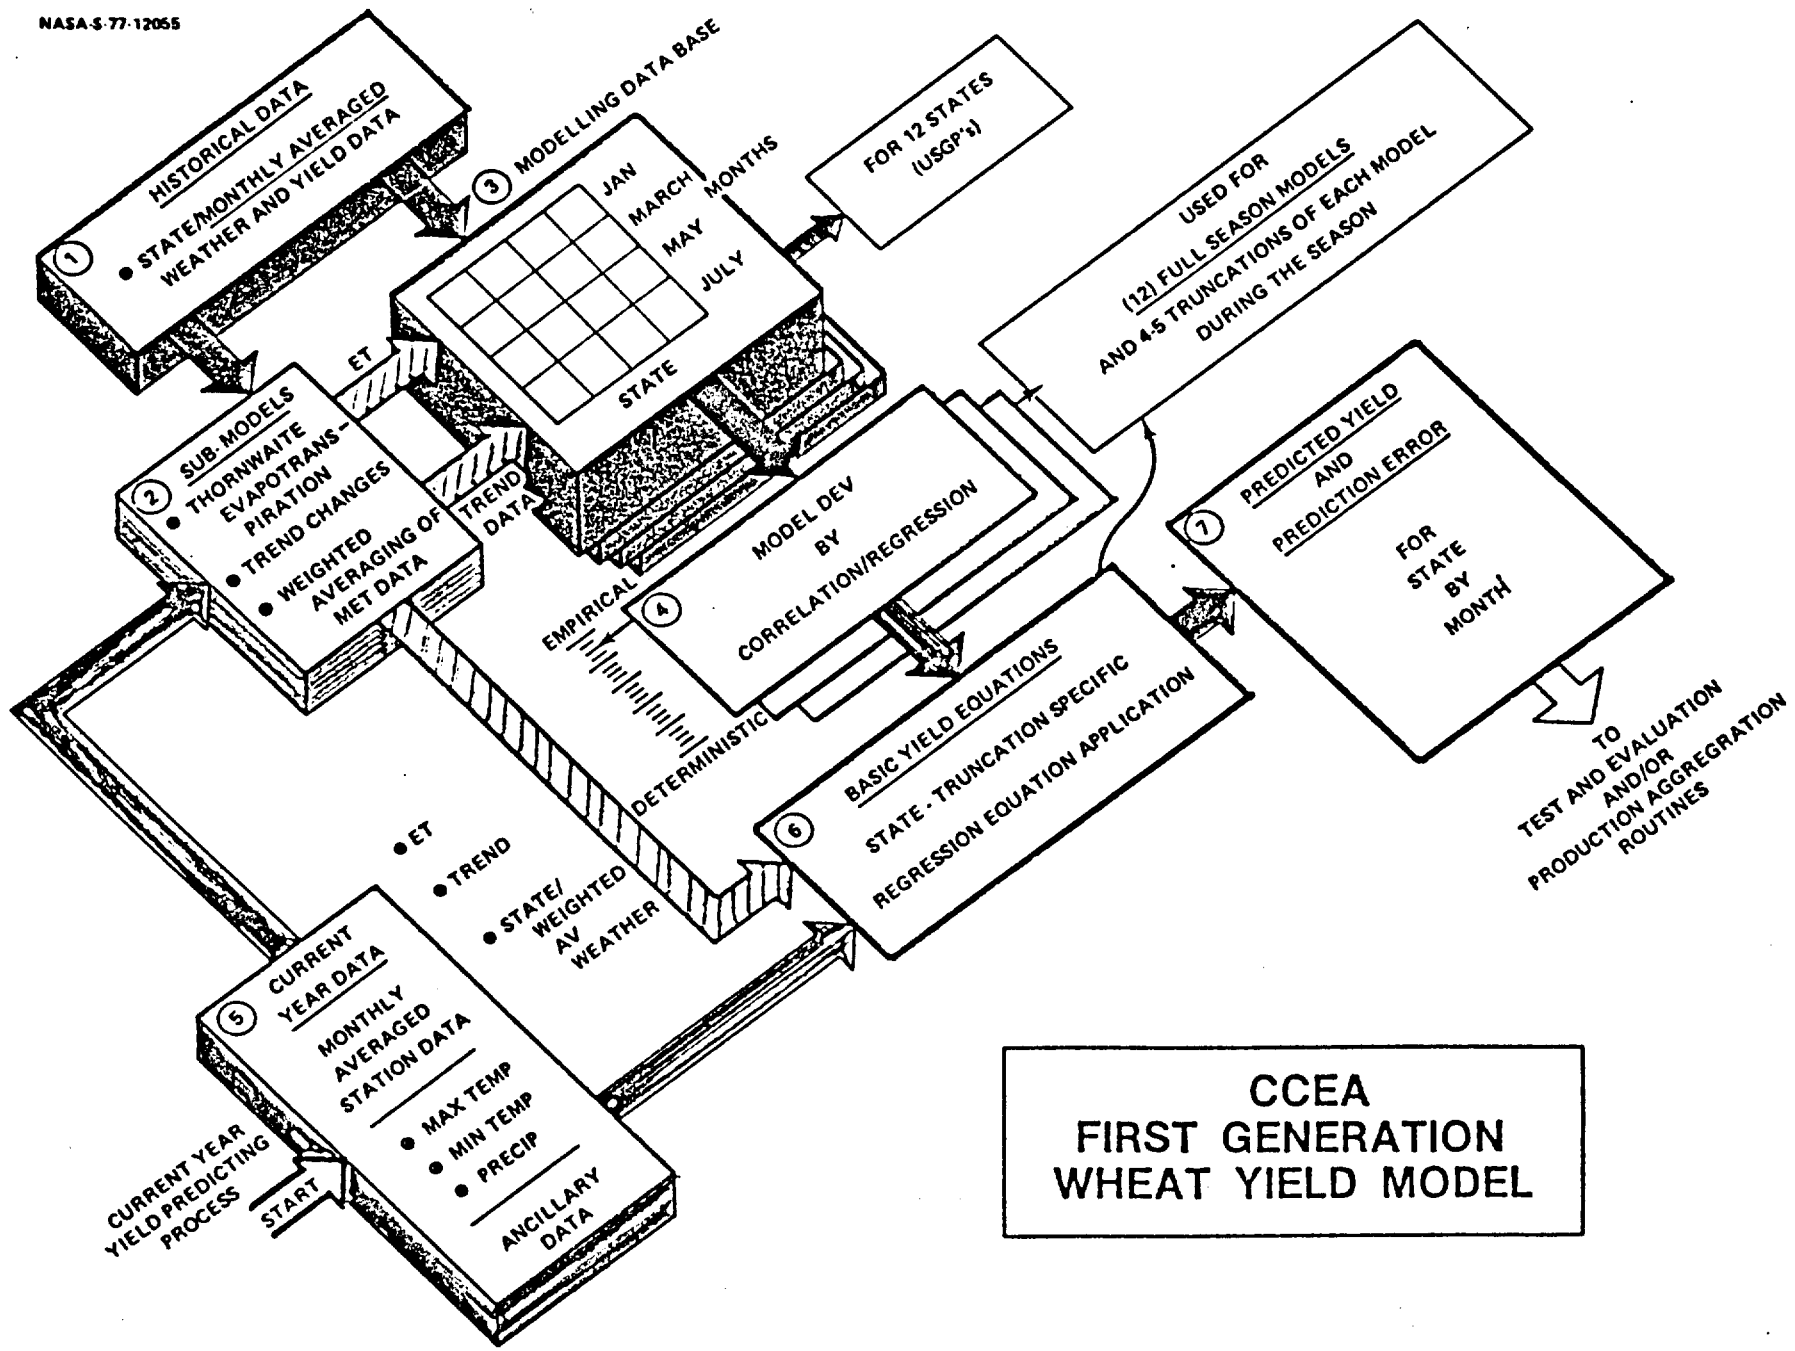 NASA-S-77-12055
1
HISTORICAL DATA
● STATE/MONTHLY AVERAGED
WEATHER AND YIELD DATA
2
SUB-MODELS
● THORNWAITE
EVAPOTRANS-
PIRATION
● TREND CHANGES
● WEIGHTED
AVERAGING OF
MET DATA
ET
TREND
DATA
3 MODELLING DATA BASE
JAN
MARCH
MAY
JULY
MONTHS
STATE
FOR 12 STATES
(USGP's)
USED FOR
(12) FULL SEASON MODELS
AND 4-5 TRUNCATIONS OF EACH MODEL
DURING THE SEASON
4
MODEL DEV
BY
CORRELATION/REGRESSION
EMPIRICAL
DETERMINISTIC
● ET
● TREND
● STATE/
WEIGHTED
AV
WEATHER
5
CURRENT
YEAR DATA
MONTHLY
AVERAGED
STATION DATA
● MAX TEMP
● MIN TEMP
● PRECIP
ANCILLARY
DATA
CURRENT YEAR
YIELD PREDICTING
PROCESS
START
6
BASIC YIELD EQUATIONS
STATE - TRUNCATION SPECIFIC
REGRESSION EQUATION APPLICATION
7
PREDICTED YIELD
AND
PREDICTION ERROR
FOR
STATE
BY
MONTH
TO
TEST AND EVALUATION
AND/OR
PRODUCTION AGGREGRATION
ROUTINES
CCEA
FIRST GENERATION
WHEAT YIELD MODEL